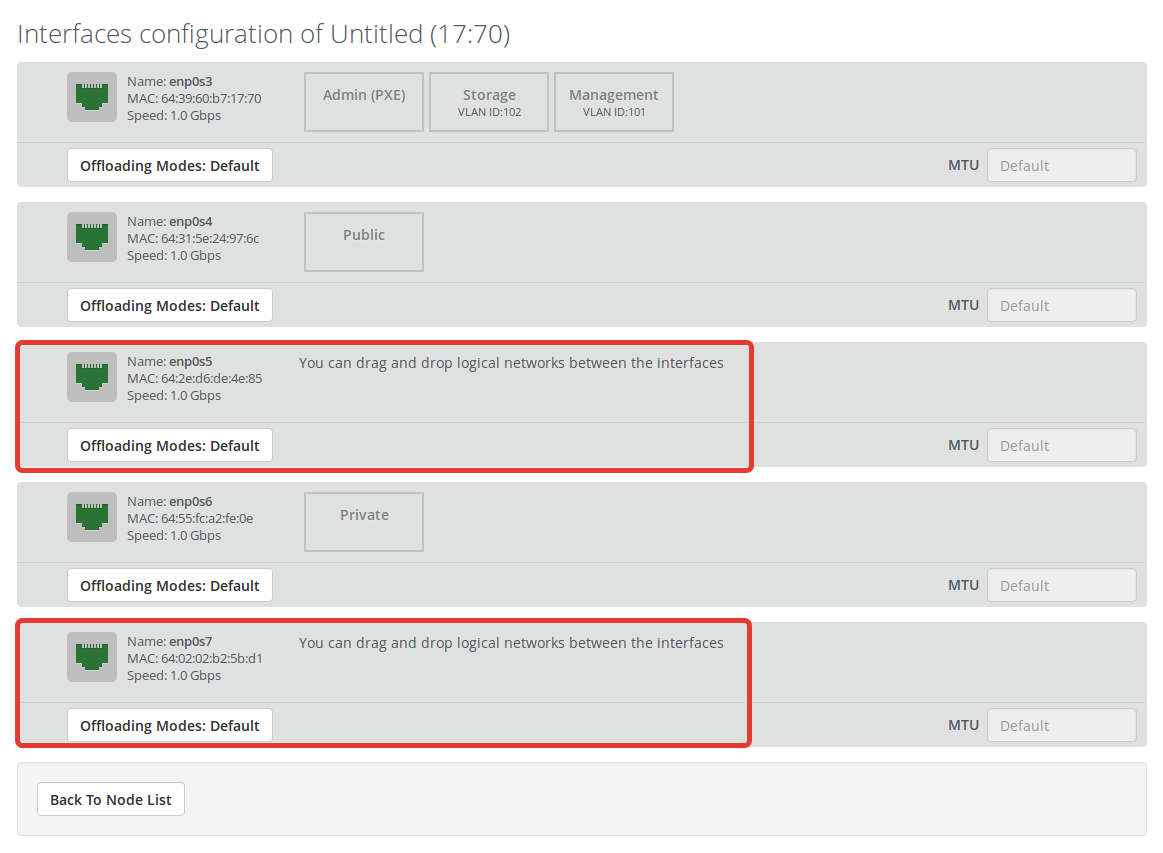 Interfaces configuration of Untitled (17:70)
Name: enp0s3
MAC: 64:39:60:b7:17:70
Speed: 1.0 Gbps
Admin (PXE)
Storage
VLAN ID:102
Management
VLAN ID:101
Offloading Modes: Default
MTU Default
Name: enp0s4
MAC: 64:31:5e:24:97:6c
Speed: 1.0 Gbps
Public
Offloading Modes: Default
MTU Default
Name: enp0s5
MAC: 64:2e:d6:de:4e:85
Speed: 1.0 Gbps
You can drag and drop logical networks between the interfaces
Offloading Modes: Default
MTU Default
Name: enp0s6
MAC: 64:55:fc:a2:fe:0e
Speed: 1.0 Gbps
Private
Offloading Modes: Default
MTU Default
Name: enp0s7
MAC: 64:02:02:b2:5b:d1
Speed: 1.0 Gbps
You can drag and drop logical networks between the interfaces
Offloading Modes: Default
MTU Default
Back To Node List